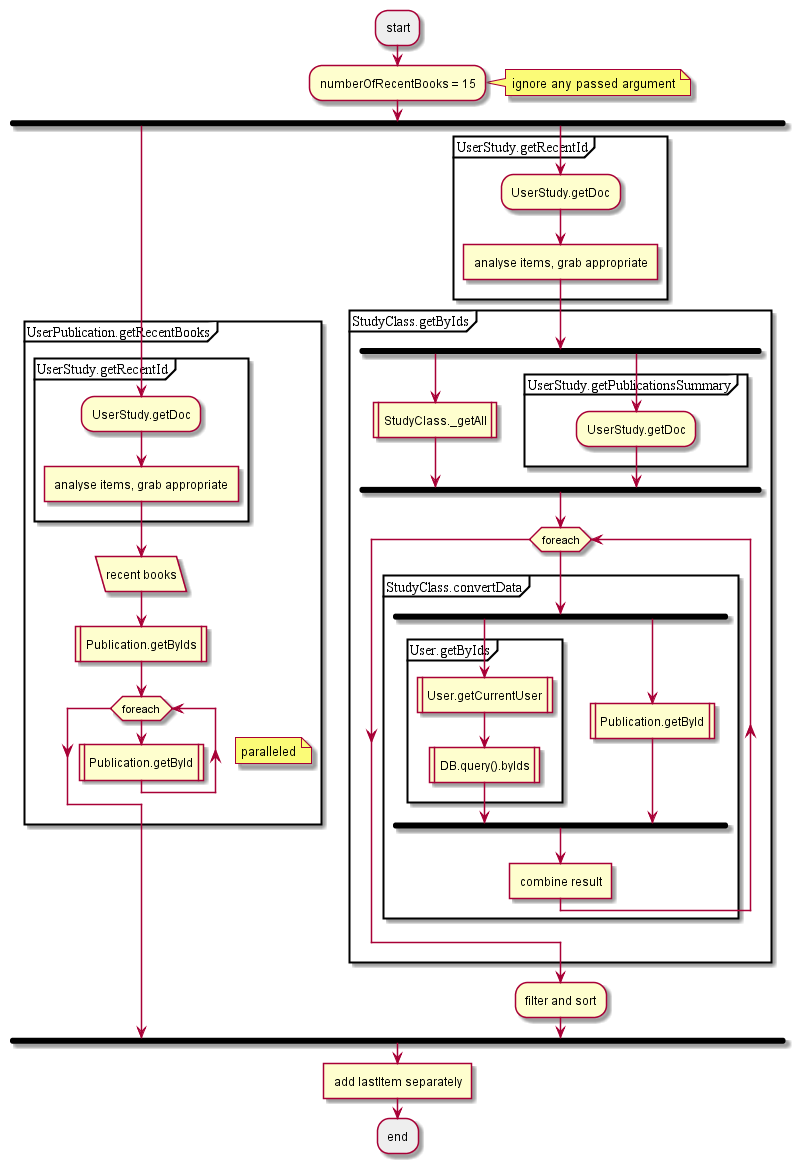 start
numberOfRecentBooks = 15
ignore any passed argument
UserStudy.getRecentId
UserStudy.getDoc
analyse items, grab appropriate
UserPublication.getRecentBooks
UserStudy.getRecentId
UserStudy.getDoc
analyse items, grab appropriate
recent books
Publication.getByIds
foreach
Publication.getById
paralleled
StudyClass.getByIds
StudyClass._getAll
UserStudy.getPublicationsSummary
UserStudy.getDoc
foreach
StudyClass.convertData
User.getByIds
User.getCurrentUser
DB.query().byIds
Publication.getById
combine result
filter and sort
add lastItem separately
end